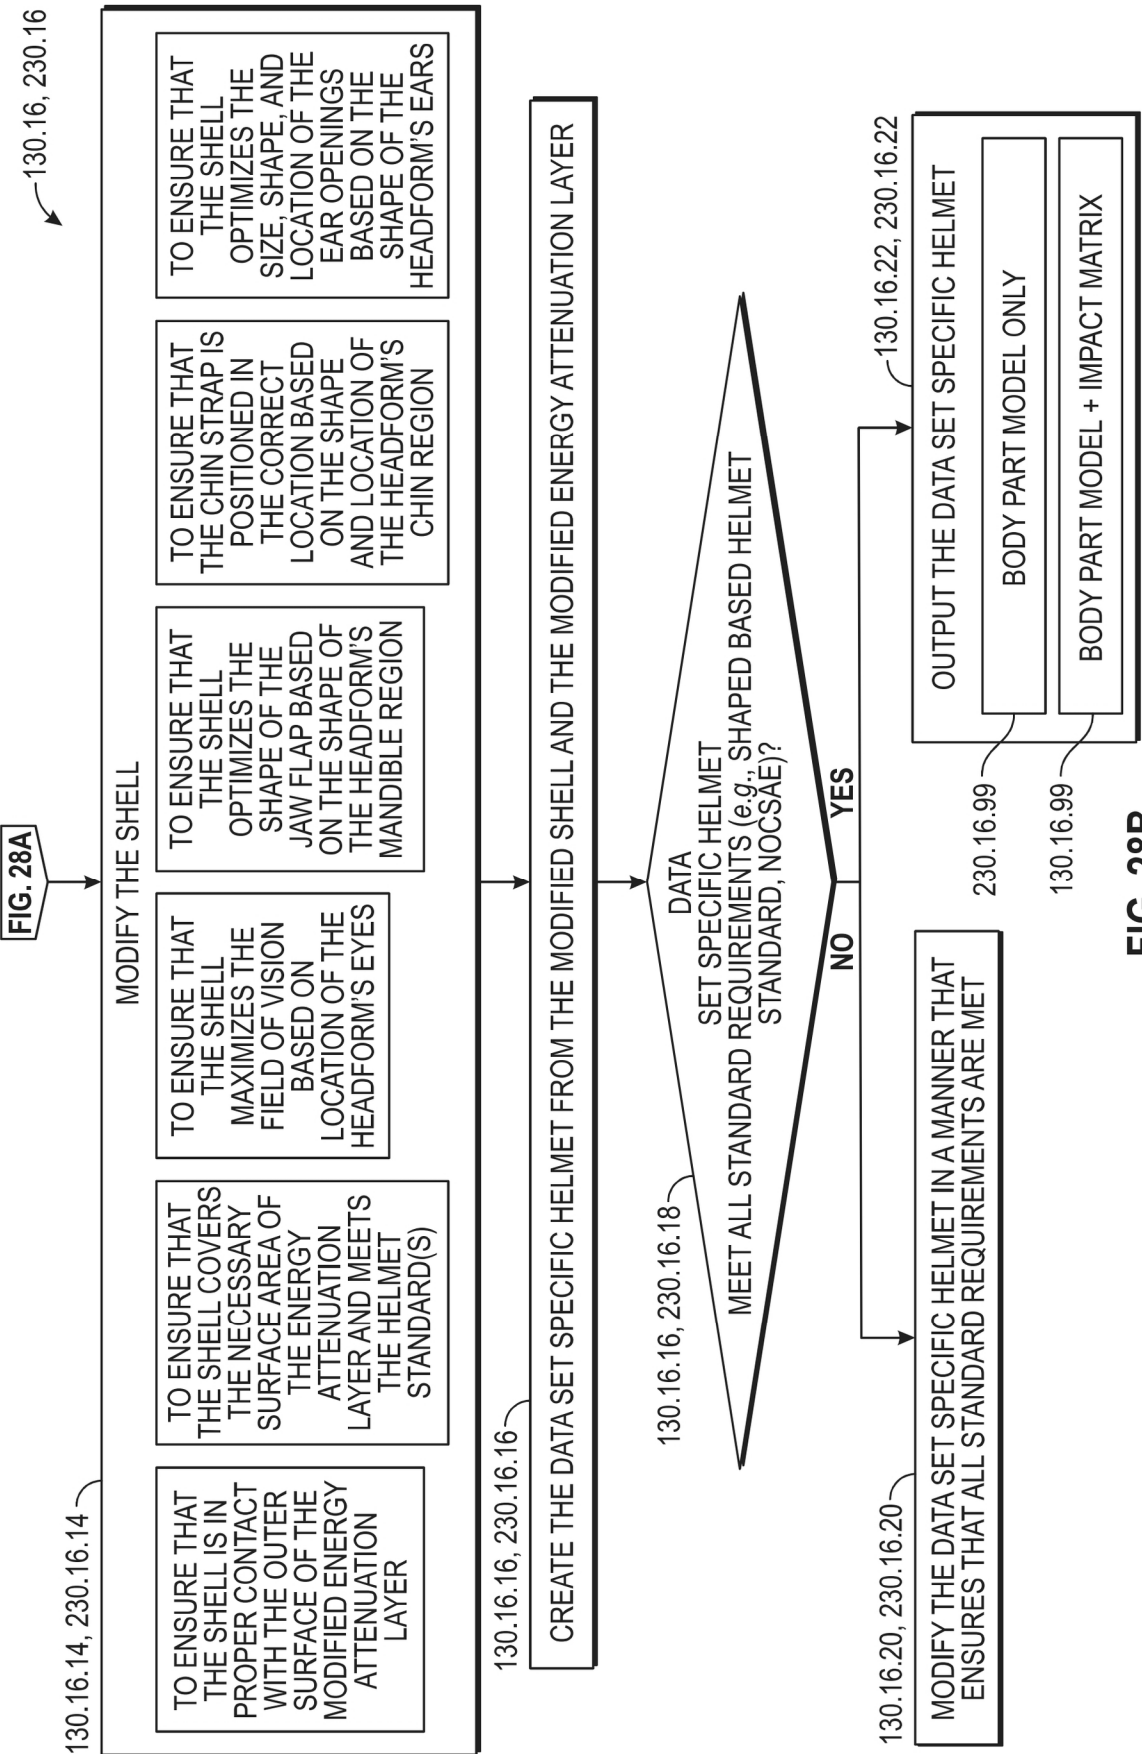 130.16, 230.16
FIG. 28A
130.16.14, 230.16.14
MODIFY THE SHELL
TO ENSURE THAT
THE SHELL IS IN
PROPER CONTACT
WITH THE OUTER
SURFACE OF THE
MODIFIED ENERGY
ATTENUATION
LAYER
TO ENSURE THAT
THE SHELL COVERS
THE NECESSARY
SURFACE AREA OF
THE ENERGY
ATTENUATION
LAYER AND MEETS
THE HELMET
STANDARD(S)
TO ENSURE THAT
THE SHELL
MAXIMIZES THE
FIELD OF VISION
BASED ON
LOCATION OF THE
HEADFORM'S EYES
TO ENSURE THAT
THE SHELL
OPTIMIZES THE
SHAPE OF THE
JAW FLAP BASED
ON THE SHAPE OF
THE HEADFORM'S
MANDIBLE REGION
TO ENSURE THAT
THE CHIN STRAP IS
POSITIONED IN
THE CORRECT
LOCATION BASED
ON THE SHAPE
AND LOCATION OF
THE HEADFORM'S
CHIN REGION
TO ENSURE THAT
THE SHELL
OPTIMIZES THE
SIZE, SHAPE, AND
LOCATION OF THE
EAR OPENINGS
BASED ON THE
SHAPE OF THE
HEADFORM'S EARS
130.16.16, 230.16.16
CREATE THE DATA SET SPECIFIC HELMET FROM THE MODIFIED SHELL AND THE MODIFIED ENERGY ATTENUATION LAYER
130.16.16, 230.16.18
DATA
SET SPECIFIC HELMET
MEET ALL STANDARD REQUIREMENTS (e.g., SHAPED BASED HELMET
STANDARD, NOCSAE)?
NO
YES
130.16.20, 230.16.20
MODIFY THE DATA SET SPECIFIC HELMET IN A MANNER THAT
ENSURES THAT ALL STANDARD REQUIREMENTS ARE MET
130.16.22, 230.16.22
OUTPUT THE DATA SET SPECIFIC HELMET
230.16.99
BODY PART MODEL ONLY
130.16.99
BODY PART MODEL + IMPACT MATRIX
FIG. 28B